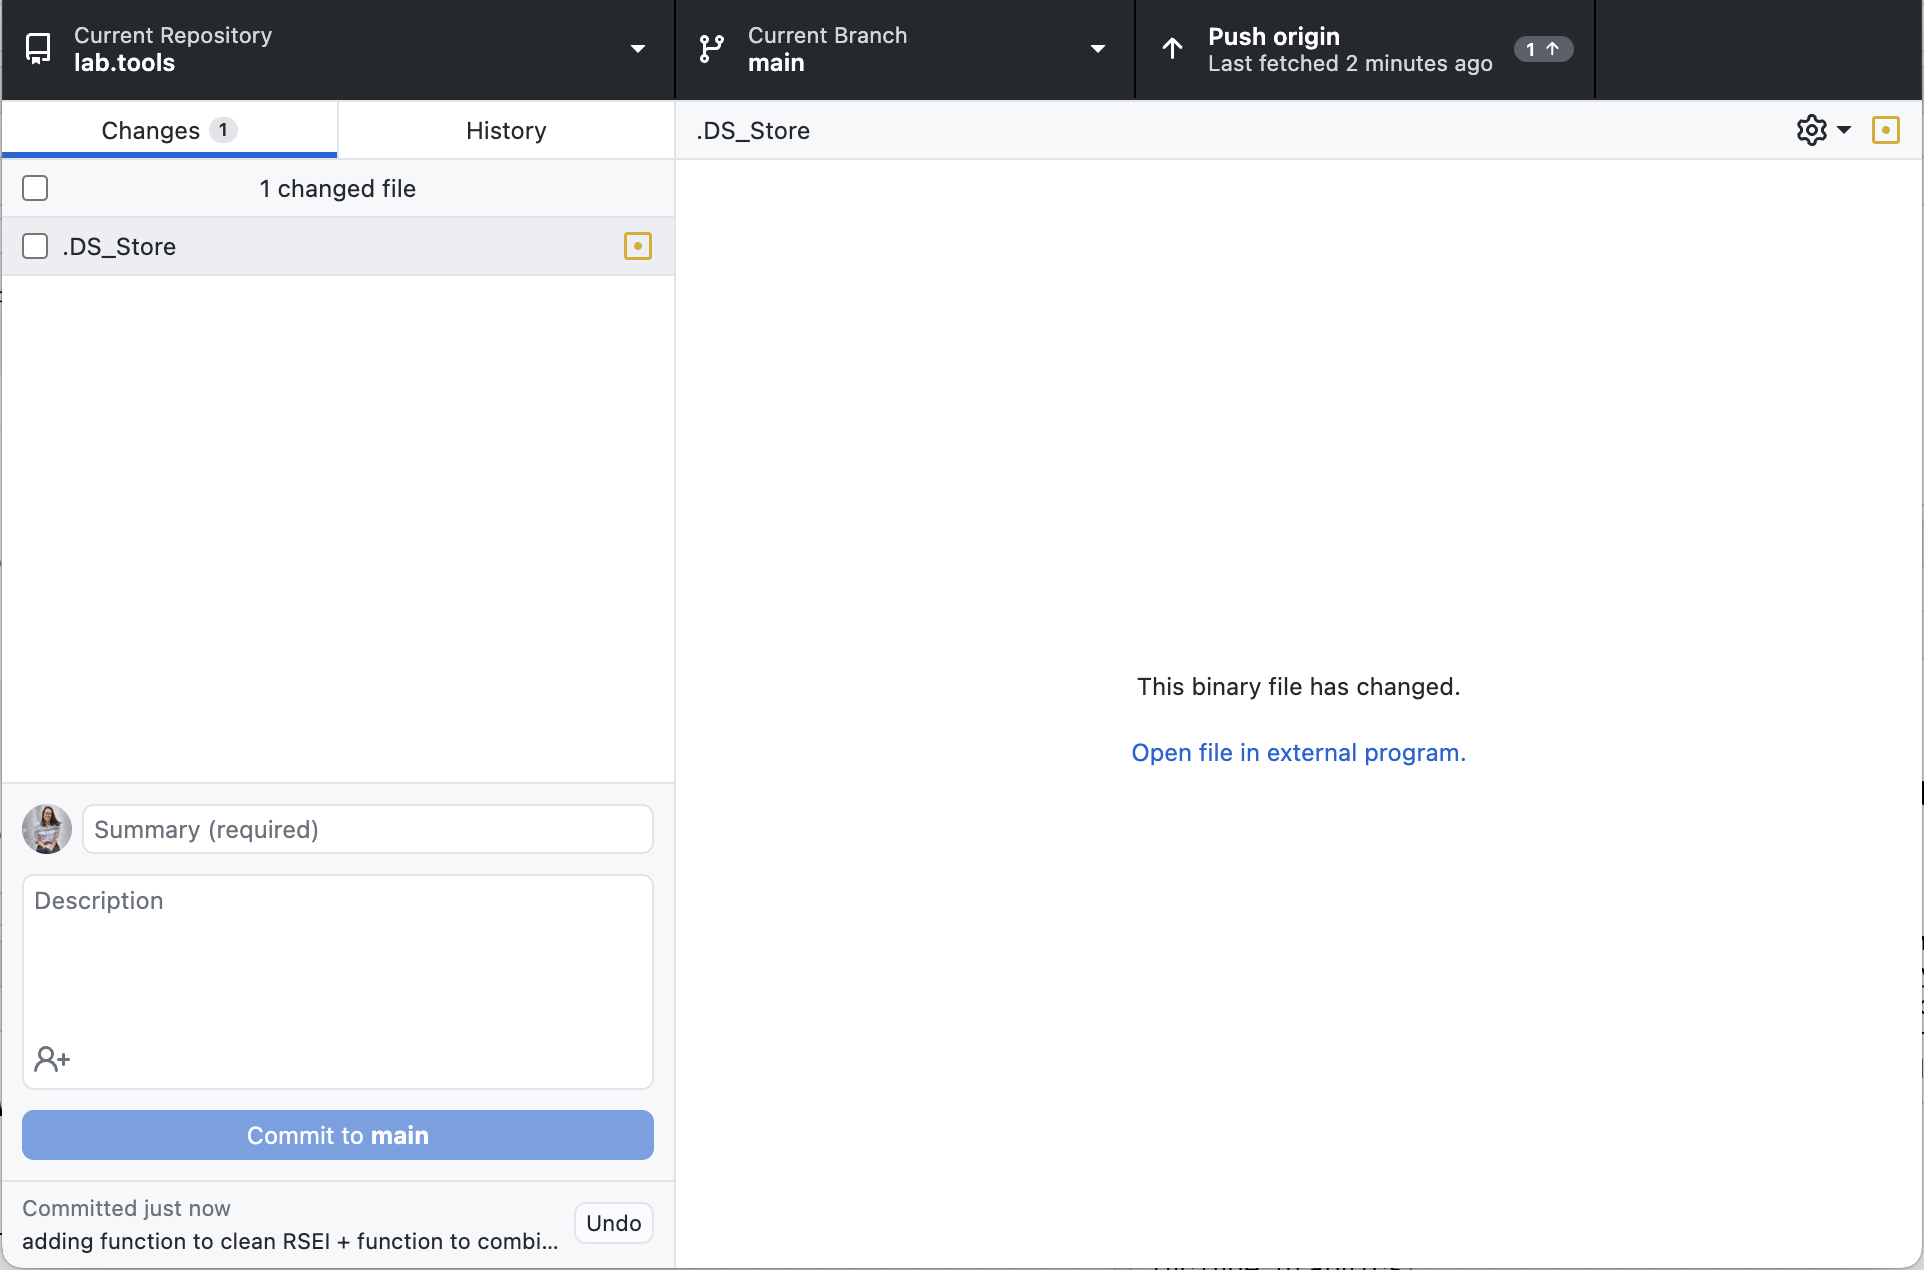 Current Repository
lab.tools
Current Branch
main
Push origin
Last fetched 2 minutes ago
1
Changes 1
History
.DS_Store
1 changed file
.DS_Store
This binary file has changed.
Open file in external program.
Summary (required)
Description
Commit to main
Committed just now
adding function to clean RSEI + function to combi...
Undo